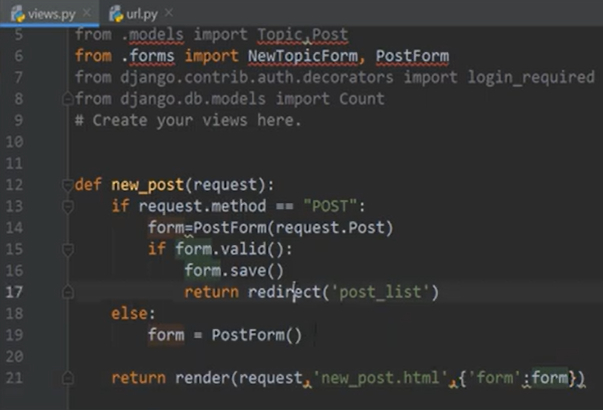 views.py × url.py ×
5 from .models import Topic,Post
6 from .forms import NewTopicForm, PostForm
7 from django.contrib.auth.decorators import login_required
8 from django.db.models import Count
9 # Create your views here.
10
11
12 def new_post(request):
13 if request.method == "POST":
14 form=PostForm(request.Post)
15 if form.valid():
16 form.save()
17 return redirect('post_list')
18 else:
19 form = PostForm()
20
21 return render(request,'new_post.html',{'form':form})